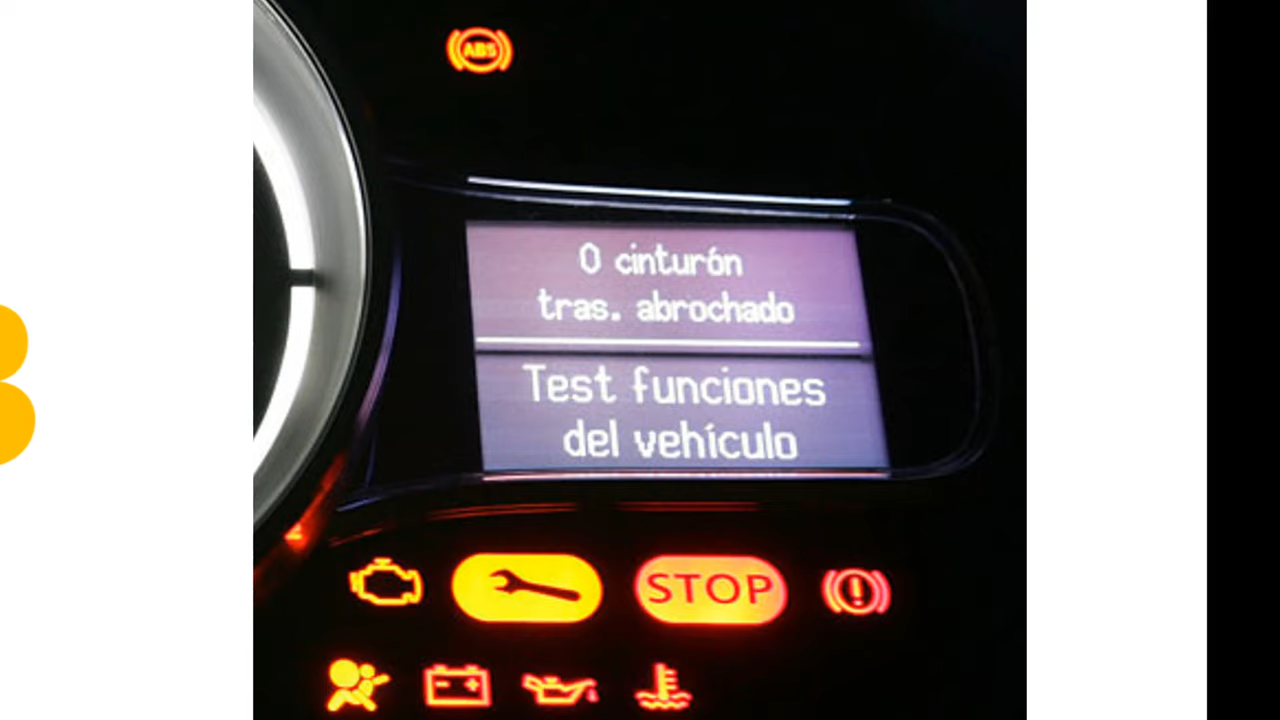 ABS
0 cinturón
tras. abrochado
Test funciones
del vehículo
STOP